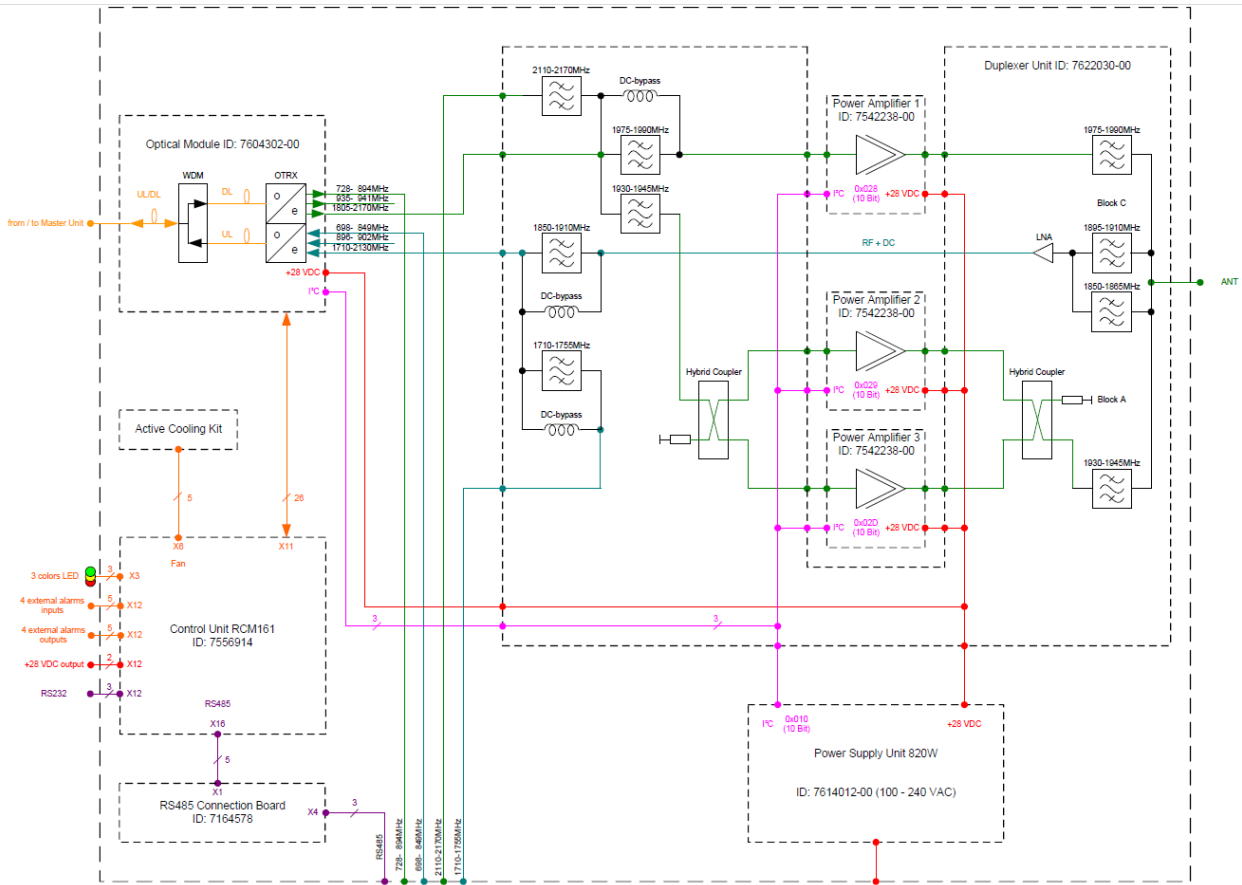 Duplexer Unit ID: 7622030-00
2110-2170MHz
DC-bypass
Power Amplifier 1
ID: 7542238-00
1975-1990MHz
1975-1990MHz
Optical Module ID: 7604302-00
WDM
OTRX
UL/DL
DL
o
e
728- 894MHz
935- 941MHz
1805-2170MHz
I²C
0x028
(10 Bit)
+28 VDC
1930-1945MHz
Block C
from / to Master Unit
UL
o
e
698- 849MHz
896- 902MHz
1710-2130MHz
1850-1910MHz
RF + DC
LNA
1895-1910MHz
+28 VDC
I²C
ANT
1850-1865MHz
DC-bypass
Power Amplifier 2
ID: 7542238-00
1710-1755MHz
Hybrid Coupler
Hybrid Coupler
I²C
0x029
(10 Bit)
+28 VDC
Block A
DC-bypass
Active Cooling Kit
Power Amplifier 3
ID: 7542238-00
1930-1945MHz
5
26
I²C
0x02D
(10 Bit)
+28 VDC
X6
Fan
X11
3 colors LED
3
X3
4 external alarms
inputs
5
X12
4 external alarms
outputs
5
X12
Control Unit RCM161
ID: 7556914
3
3
+28 VDC output
2
X12
RS232
3
X12
RS485
X16
5
X1
I²C
0x010
(10 Bit)
+28 VDC
Power Supply Unit 820W
ID: 7614012-00 (100 - 240 VAC)
RS485 Connection Board
ID: 7164578
X4
3
RS485
728- 894MHz
698- 849MHz
2110-2170MHz
1710-1755MHz